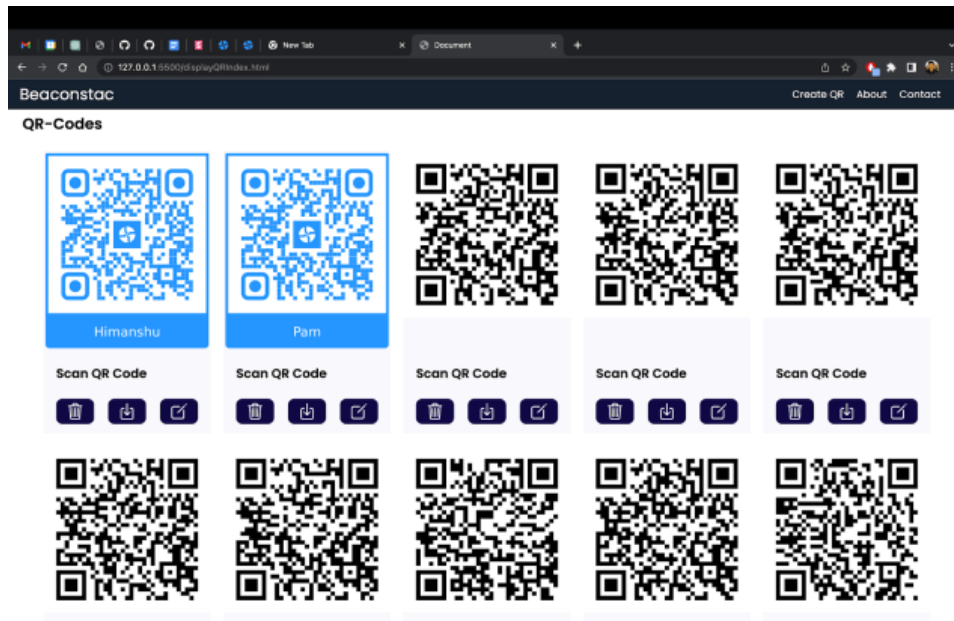 New Tab
Document
127.0.0.1:5500/displayQRIndex.html
Beaconstac
Create QR About Contact
QR-Codes
Himanshu
Pam
Scan QR Code
Scan QR Code
Scan QR Code
Scan QR Code
Scan QR Code